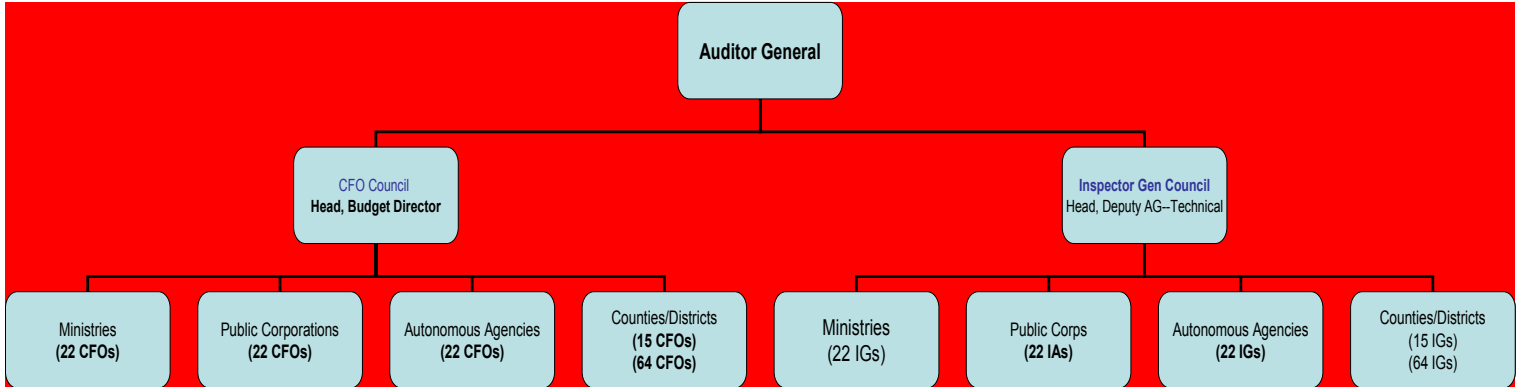 Auditor General
CFO Council
Head, Budget Director
Inspector Gen Council
Head, Deputy AG--Technical
Ministries
(22 CFOs)
Public Corporations
(22 CFOs)
Autonomous Agencies
(22 CFOs)
Counties/Districts
(15 CFOs)
(64 CFOs)
Ministries
(22 IGs)
Public Corps
(22 IAs)
Autonomous Agencies
(22 IGs)
Counties/Districts
(15 IGs)
(64 IGs)